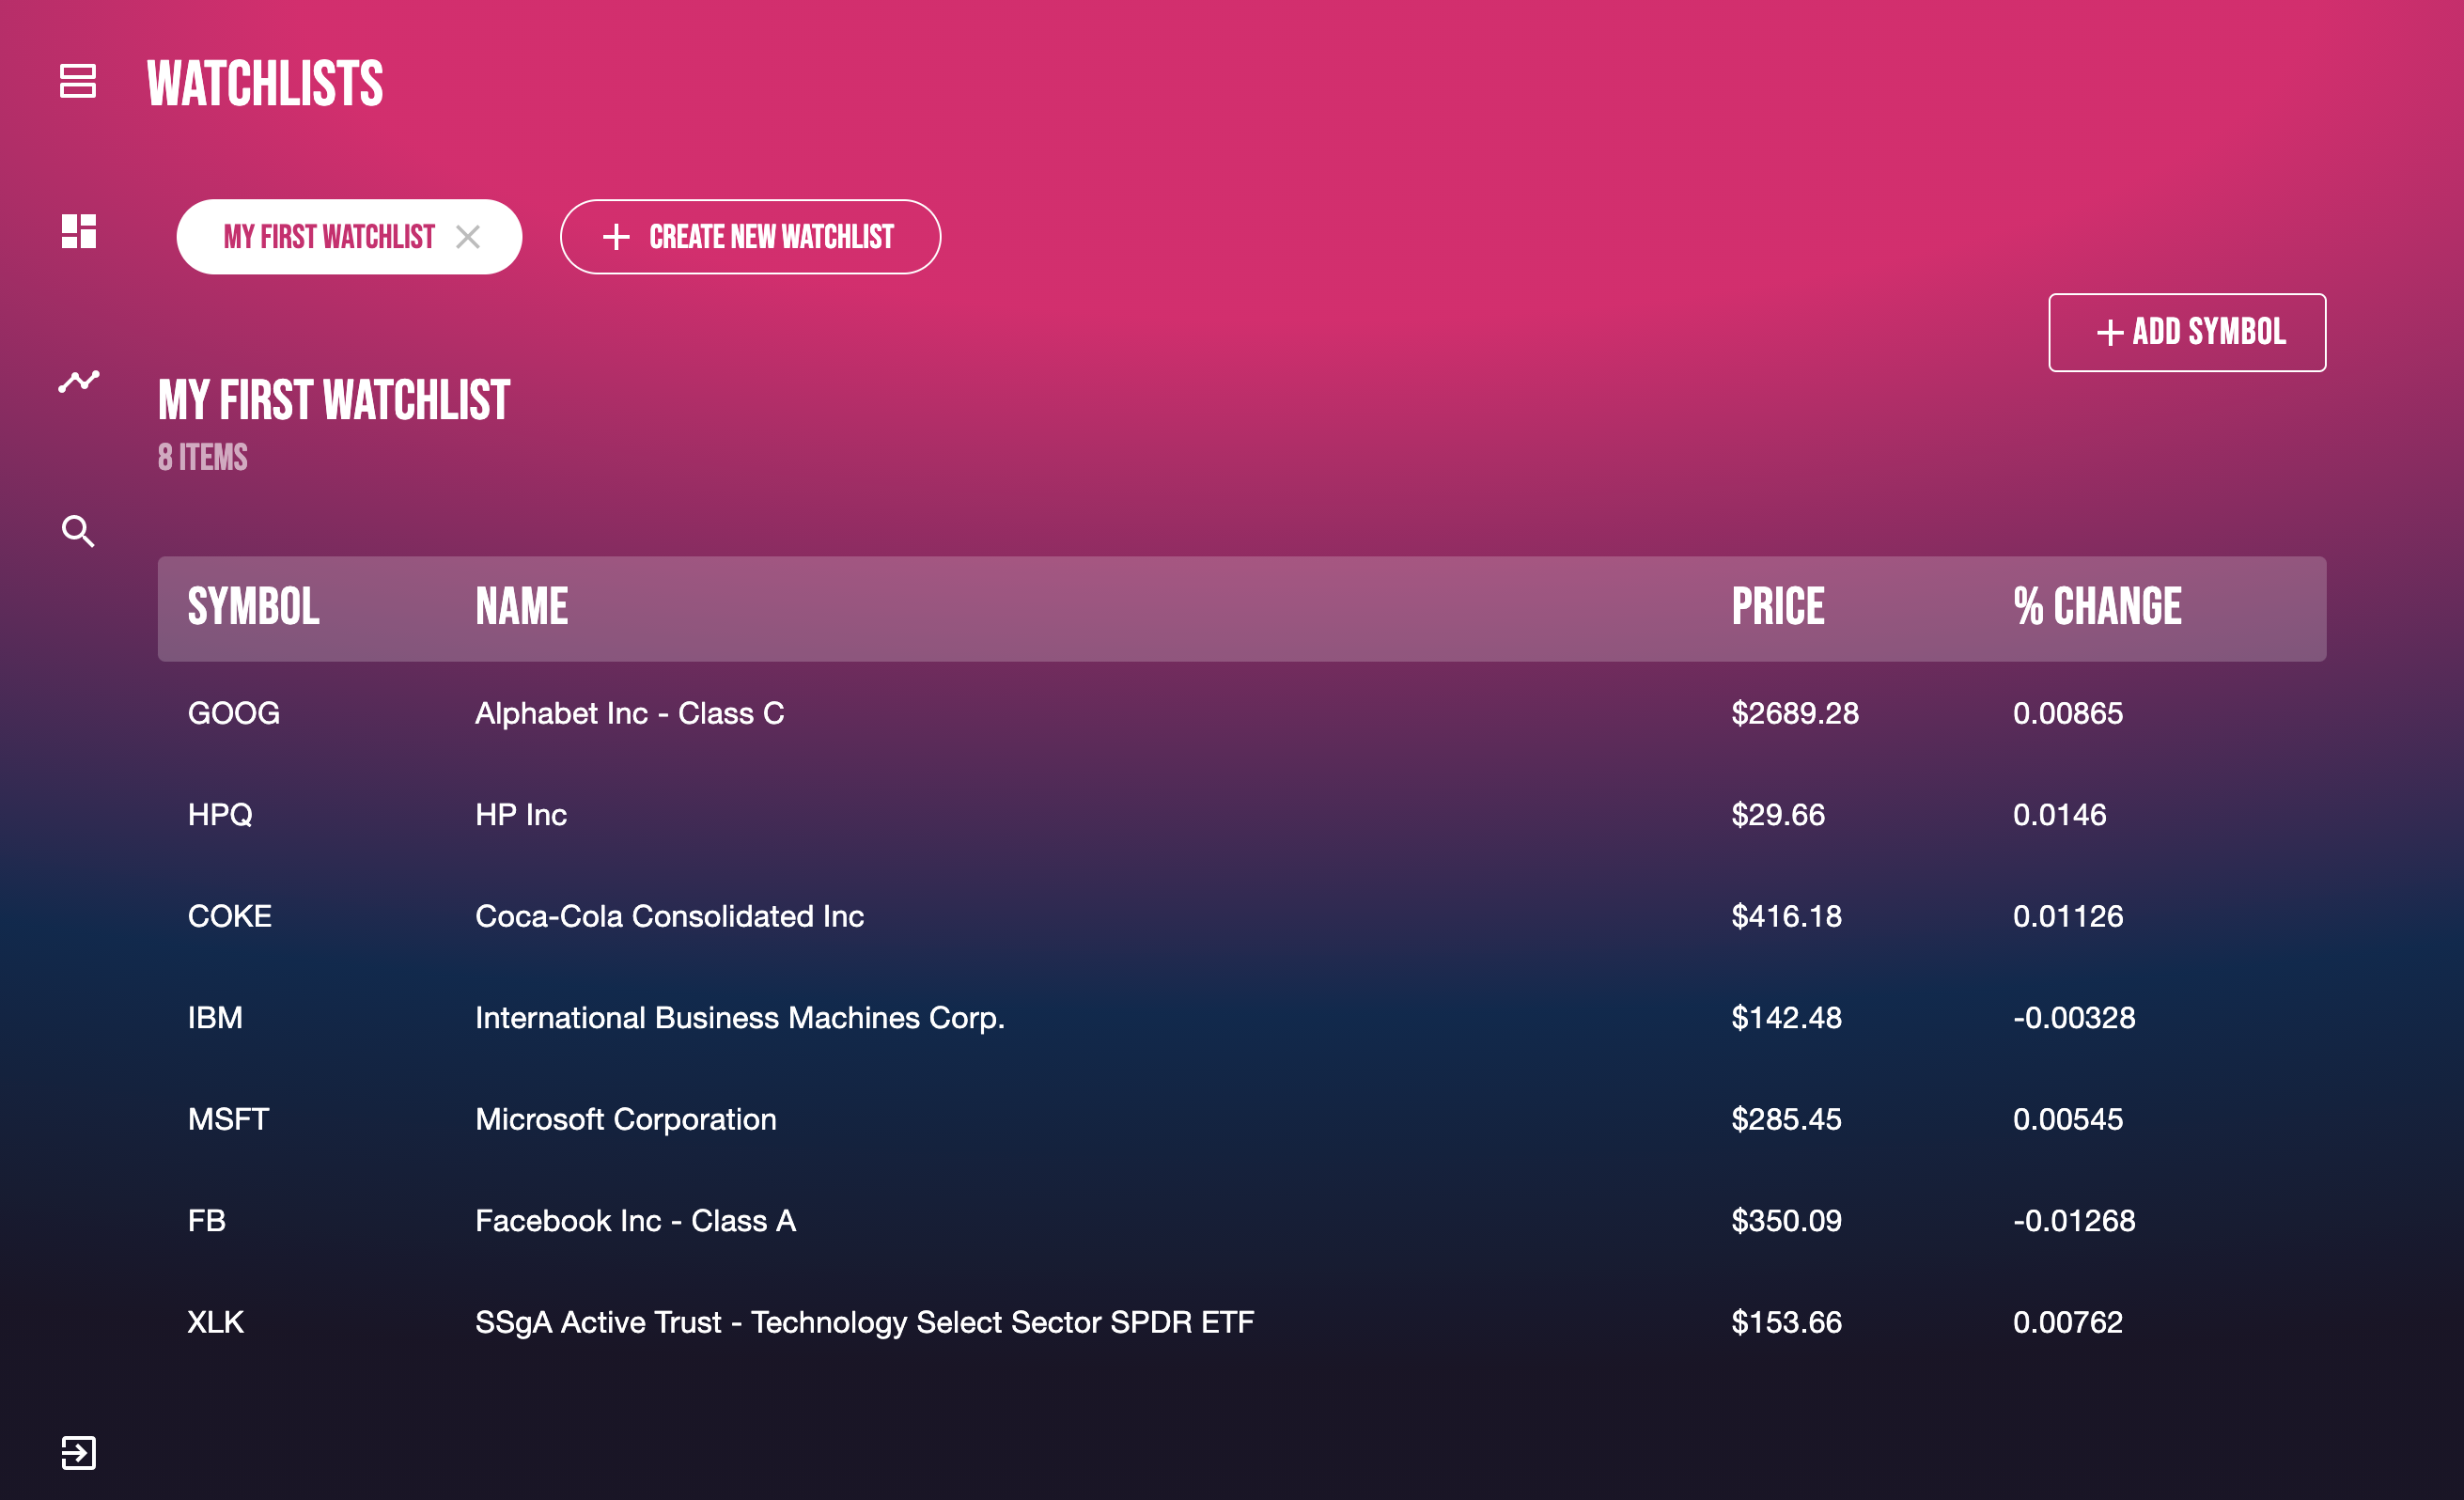 WATCHLISTS
MY FIRST WATCHLIST
CREATE NEW WATCHLIST
ADD SYMBOL
MY FIRST WATCHLIST
8 ITEMS
SYMBOL NAME PRICE % CHANGE
GOOG Alphabet Inc - Class C $2689.28 0.00865
HPQ HP Inc $29.66 0.0146
COKE Coca-Cola Consolidated Inc $416.18 0.01126
IBM International Business Machines Corp. $142.48 -0.00328
MSFT Microsoft Corporation $285.45 0.00545
FB Facebook Inc - Class A $350.09 -0.01268
XLK SSgA Active Trust - Technology Select Sector SPDR ETF $153.66 0.00762